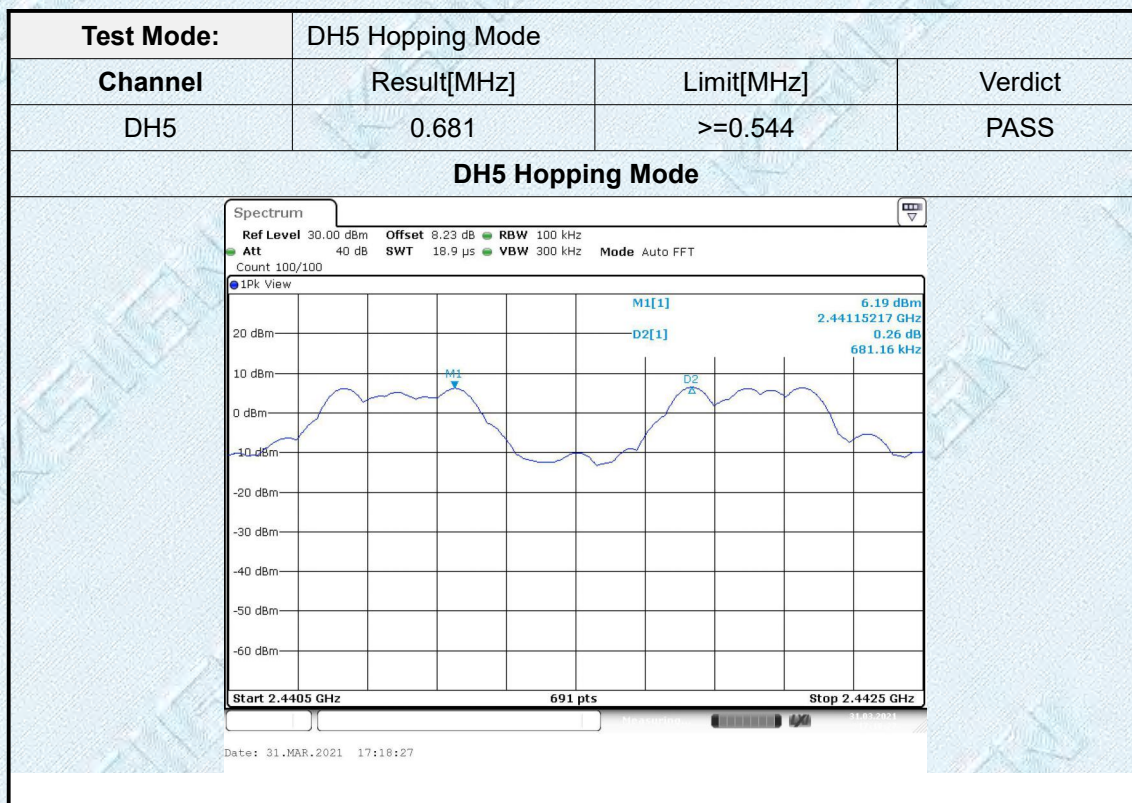 Test Mode: DH5 Hopping Mode
Channel Result[MHz] Limit[MHz] Verdict
DH5 0.681 >=0.544 PASS
DH5 Hopping Mode
Spectrum
Ref Level 30.00 dBm Offset 8.23 dB RBW 100 kHz
Att 40 dB SWT 18.9 µs VBW 300 kHz Mode Auto FFT
Count 100/100
1Pk View
M1[1] 6.19 dBm
2.44115217 GHz
20 dBm D2[1] 0.26 dB
681.16 kHz
10 dBm M1 D2
0 dBm
-10 dBm
-20 dBm
-30 dBm
-40 dBm
-50 dBm
-60 dBm
Start 2.4405 GHz 691 pts Stop 2.4425 GHz
Measuring 31.03.2021
Date: 31.MAR.2021 17:18:27